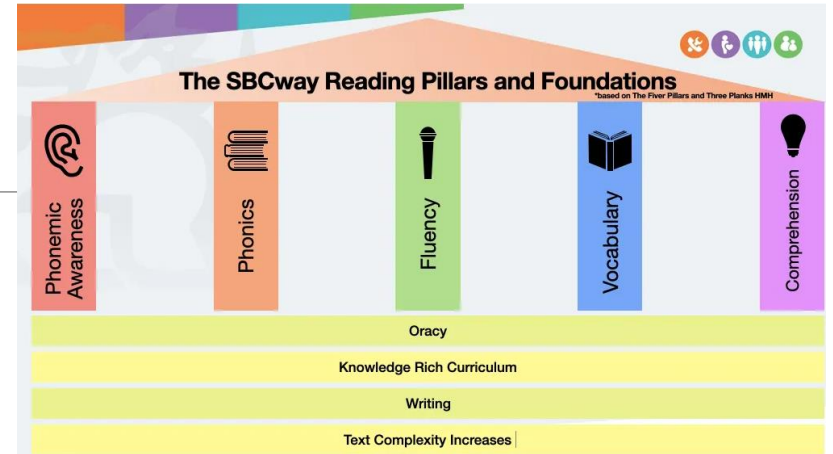 The SBCway Reading Pillars and Foundations
*based on The Fiver Pillars and Three Planks HMH
Phonemic
Awareness
Phonics
Fluency
Vocabulary
Comprehension
Oracy
Knowledge Rich Curriculum
Writing
Text Complexity Increases